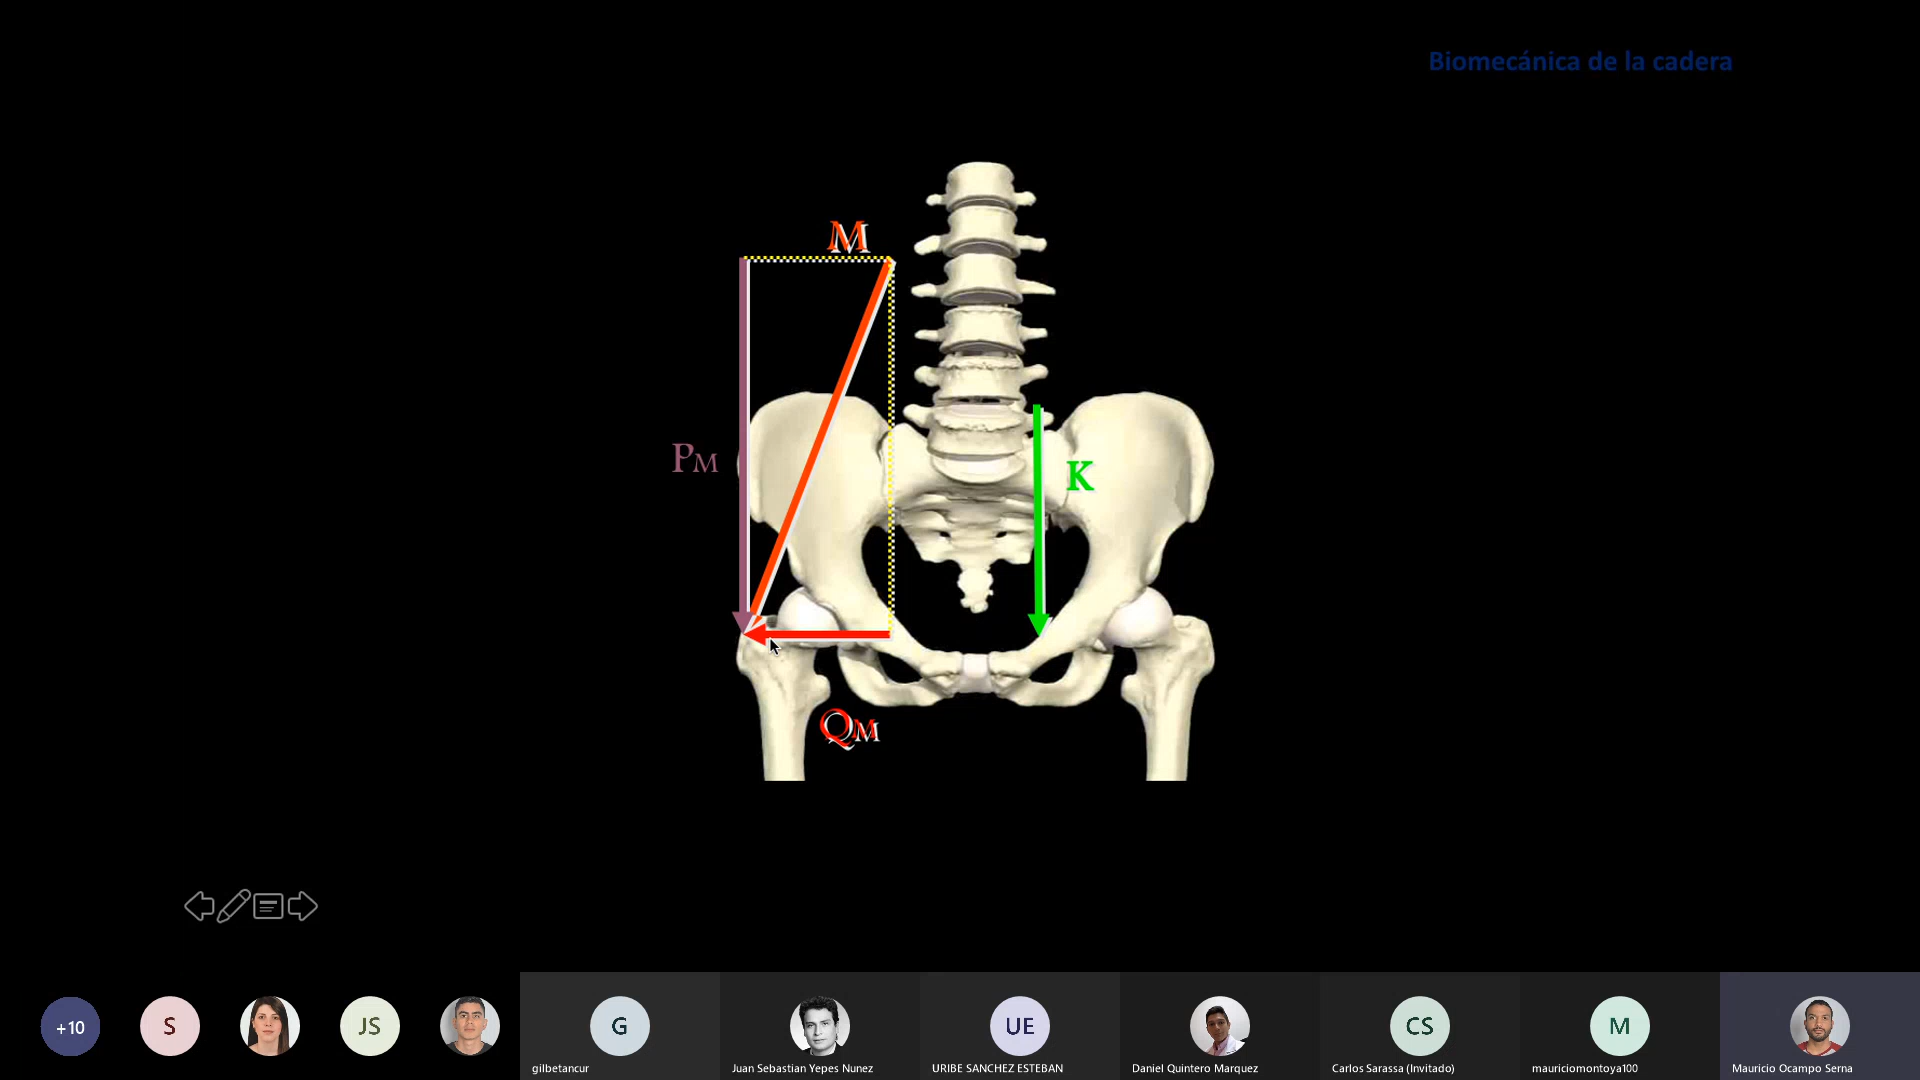 Biomecánica de la cadera
M
PM
K
QM
+10
S
JS
G
UE
CS
M
gilbetancur
Juan Sebastian Yepes Nunez
URIBE SANCHEZ ESTEBAN
Daniel Quintero Marquez
Carlos Sarassa (Invitado)
mauriciomontoya100
Mauricio Ocampo Serna